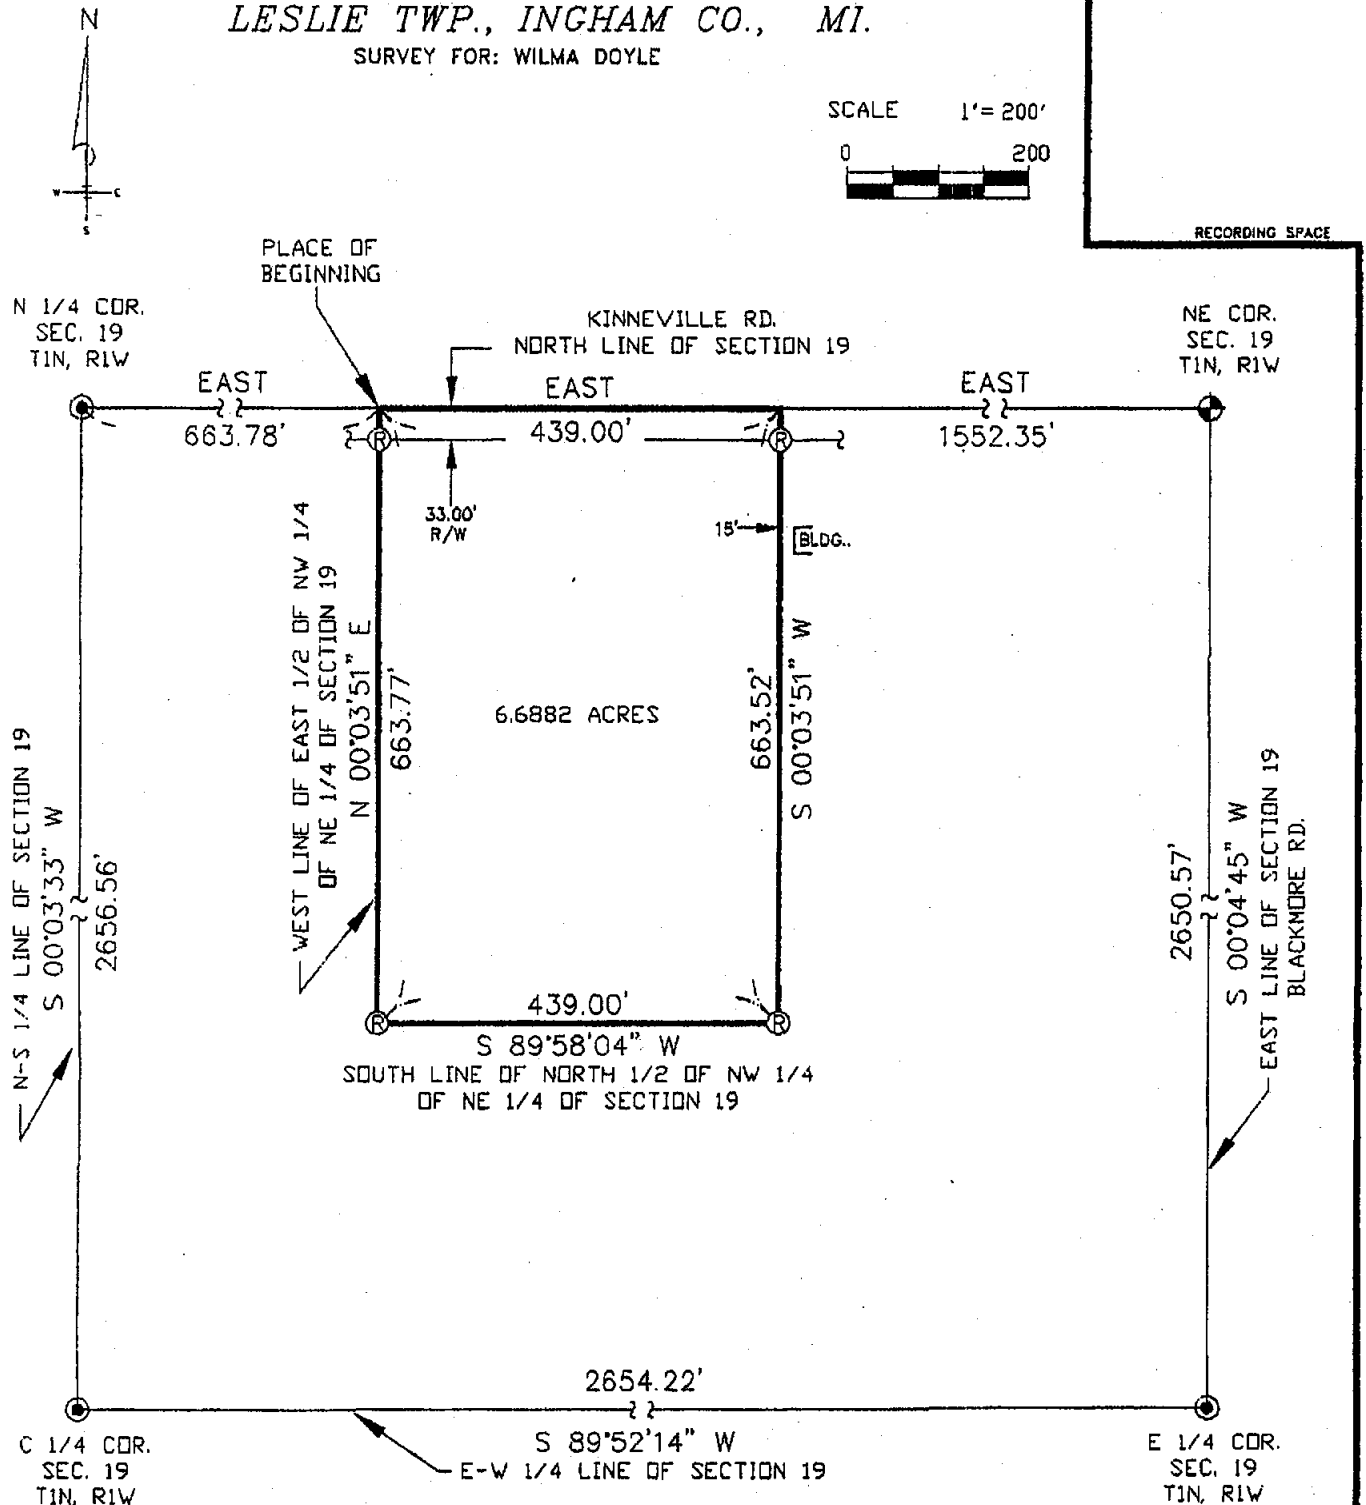 LESLIE TWP., INGHAM CO., MI.
SURVEY FOR: WILMA DOYLE
N
W
E
S
SCALE 1'= 200'
0 200
RECORDING SPACE
PLACE OF
BEGINNING
N 1/4 COR.
SEC. 19
T1N, R1W
KINNEVILLE RD.
NORTH LINE OF SECTION 19
NE COR.
SEC. 19
T1N, R1W
EAST
EAST
EAST
663.78'
439.00'
1552.35'
R
R
33.00'
R/W
15'
BLDG..
WEST LINE OF EAST 1/2 OF NW 1/4
OF NE 1/4 OF SECTION 19
N 00°03'51" E
663.77'
6.6882 ACRES
663.52'
S 00°03'51" W
N-S 1/4 LINE OF SECTION 19
S 00°03'33" W
2656.56'
2650.57'
S 00°04'45" W
EAST LINE OF SECTION 19
BLACKMORE RD.
R
439.00'
R
S 89°58'04" W
SOUTH LINE OF NORTH 1/2 OF NW 1/4
OF NE 1/4 OF SECTION 19
2654.22'
S 89°52'14" W
E-W 1/4 LINE OF SECTION 19
C 1/4 COR.
SEC. 19
T1N, R1W
E 1/4 COR.
SEC. 19
T1N, R1W